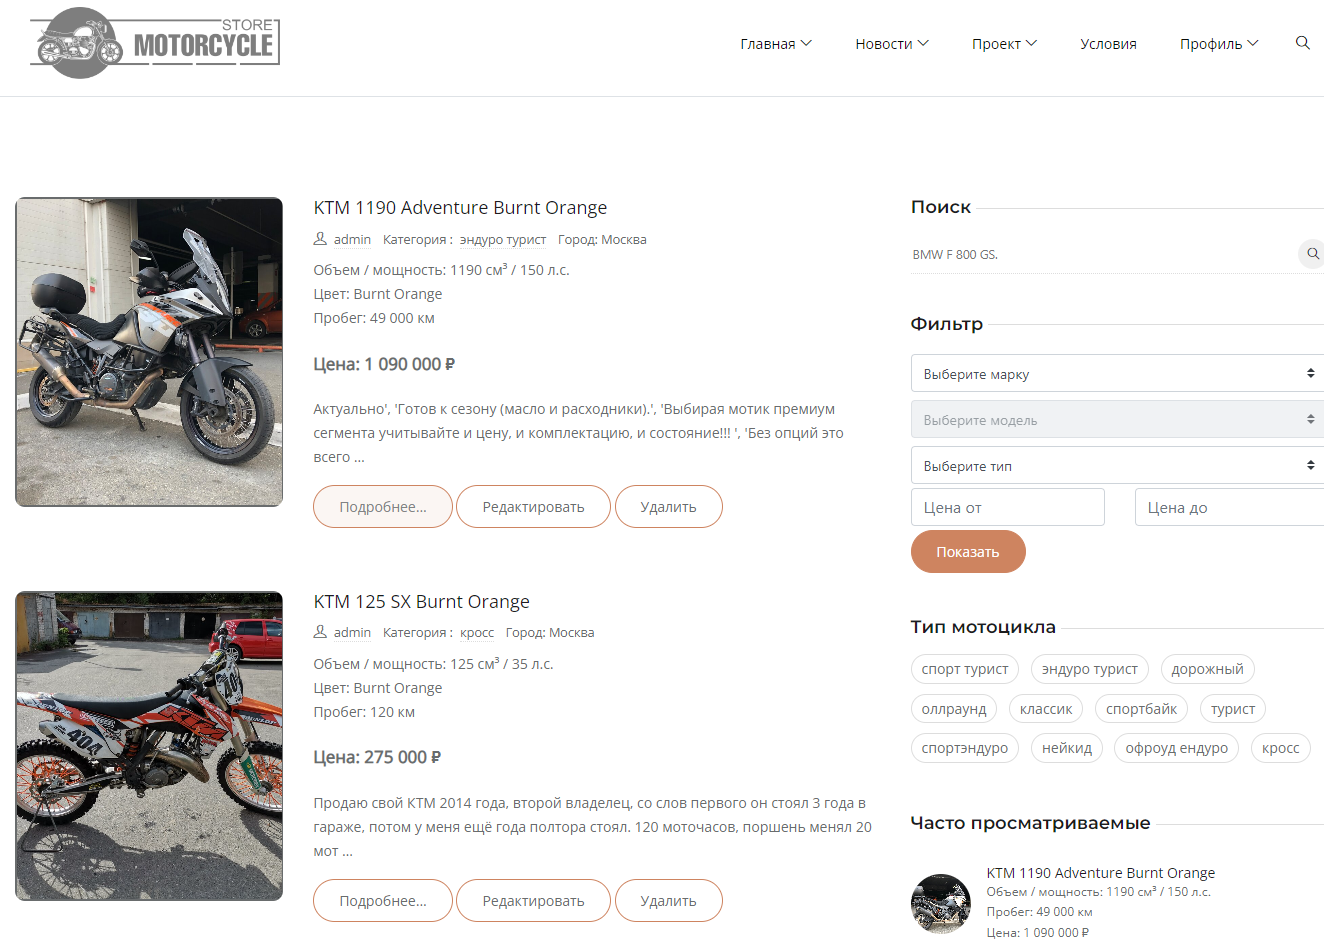 STORE
MOTORCYCLE
Главная Новости Проект Условия Профиль
KTM 1190 Adventure Burnt Orange
admin Категория : эндуро турист Город: Москва
Объем / мощность: 1190 см³ / 150 л.с.
Цвет: Burnt Orange
Пробег: 49 000 км
Цена: 1 090 000 ₽
Актуально', 'Готов к сезону (масло и расходники).', 'Выбирая мотик премиум
сегмента учитывайте и цену, и комплектацию, и состояние!!! ', 'Без опций это
всего ...
Подробнее... Редактировать Удалить
KTM 125 SX Burnt Orange
admin Категория : кросс Город: Москва
Объем / мощность: 125 см³ / 35 л.с.
Цвет: Burnt Orange
Пробег: 120 км
Цена: 275 000 ₽
Продаю свой КТМ 2014 года, второй владелец, со слов первого он стоял 3 года в
гараже, потом у меня ещё года полтора стоял. 120 моточасов, поршень менял 20
мот ...
Подробнее... Редактировать Удалить
404
Поиск
BMW F 800 GS.
Фильтр
Выберите марку
Выберите модель
Выберите тип
Цена от Цена до
Показать
Тип мотоцикла
спорт турист эндуро турист дорожный
оллраунд классик спортбайк турист
спортэндуро нейкид офроуд ендуро кросс
Часто просматриваемые
KTM 1190 Adventure Burnt Orange
Объем / мощность: 1190 см³ / 150 л.с.
Пробег: 49 000 км
Цена: 1 090 000 ₽